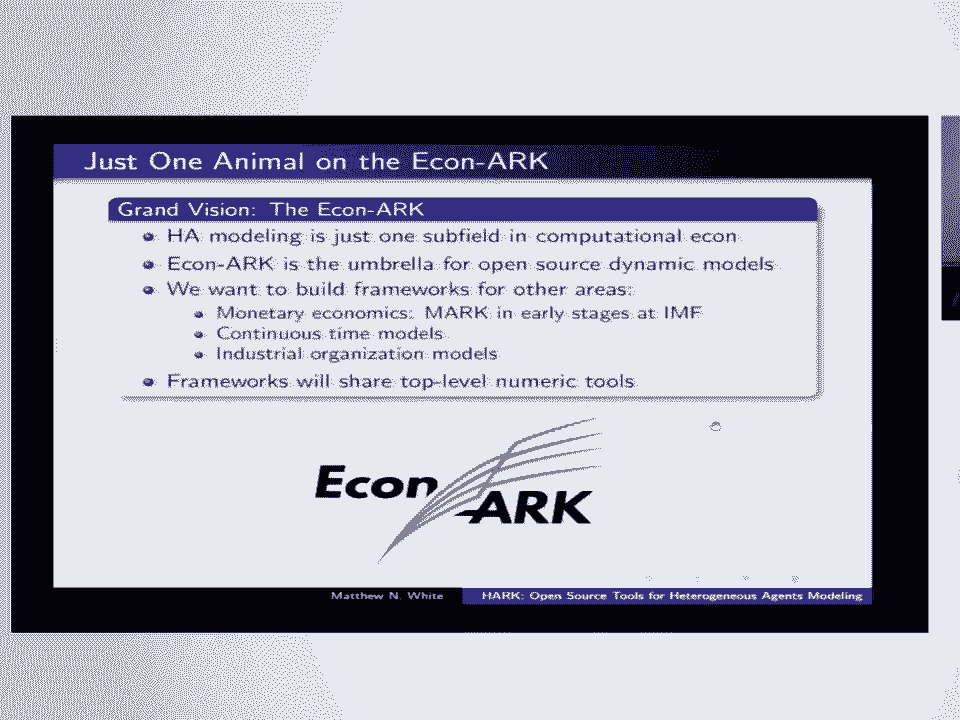 Just One Animal on the Econ-ARK
Grand Vision: The Econ-ARK
HA modeling is just one subfield in computational econ
Econ-ARK is the umbrella for open source dynamic models
We want to build frameworks for other areas:
Monetary economics: MARK in early stages at IMF
Continuous time models
Industrial organization models
Frameworks will share top-level numeric tools
Econ
ARK
Matthew N. White
HARK: Open Source Tools for Heterogeneous Agents Modeling